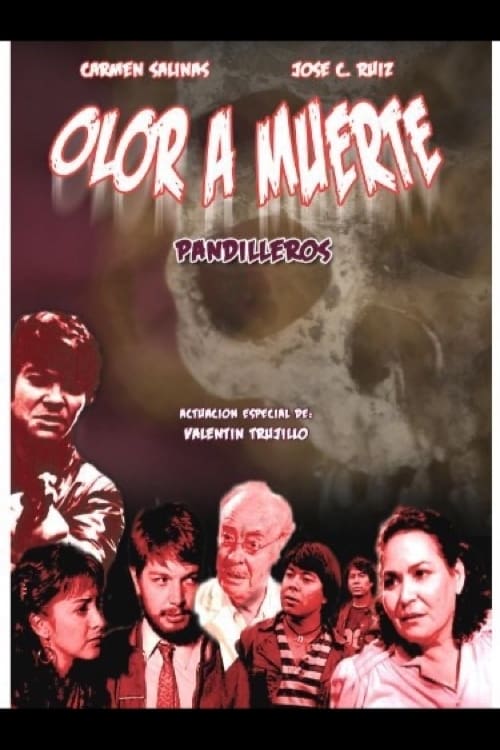 CARMEN SALINAS JOSE C. RUIZ
OLOR A MUERTE
PANDILLEROS
ACTUACION ESPECIAL DE:
VALENTIN TRUJILLO